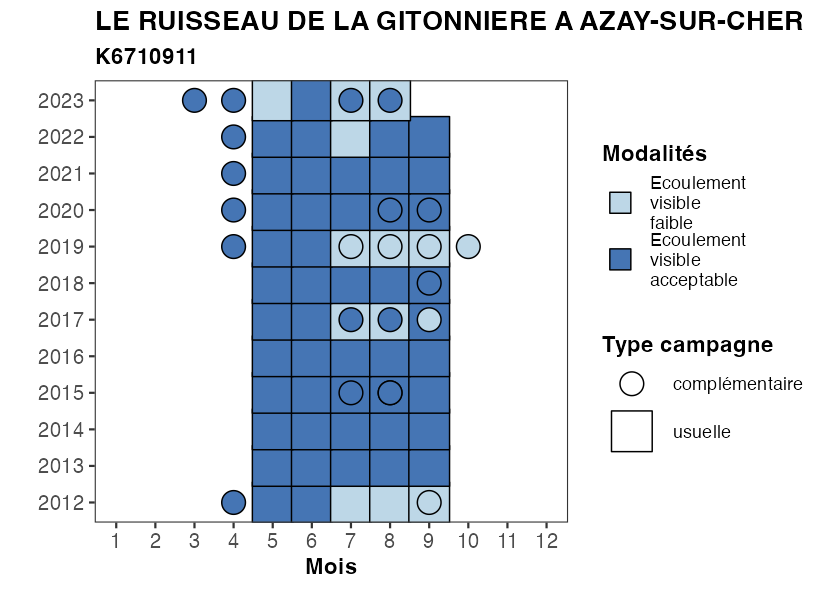 LE RUISSEAU DE LA GITONNIERE A AZAY-SUR-CHER
K6710911
2023
2022
2021
2020
2019
2018
2017
2016
2015
2014
2013
2012
1 2 3 4 5 6 7 8 9 10 11 12
Mois
Modalités
Ecoulement
visible
faible
Ecoulement
visible
acceptable
Type campagne
complémentaire
usuelle